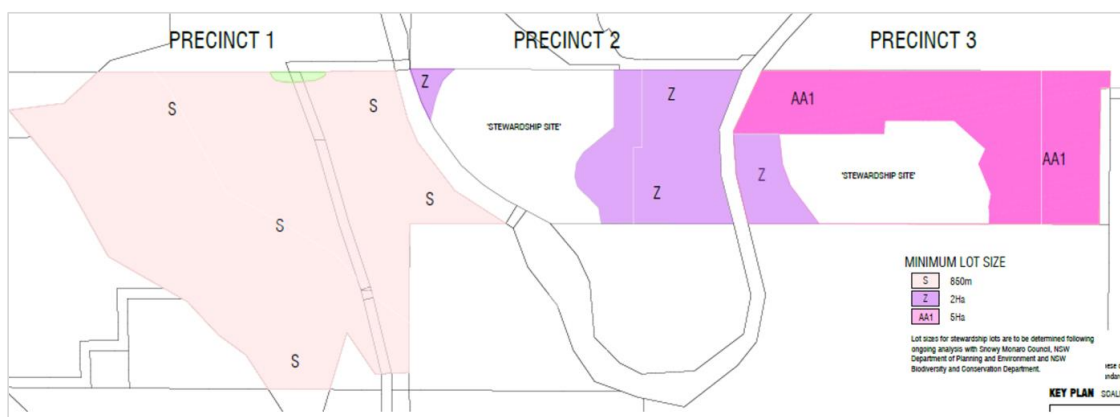 PRECINCT 1
PRECINCT 2
PRECINCT 3
S
S
Z
Z
AA1
'STEWARDSHIP SITE'
AA1
S
Z
Z
'STEWARDSHIP SITE'
S
S
MINIMUM LOT SIZE
S 850m
Z 2Ha
AA1 5Ha
Lot sizes for stewardship lots are to be determined following
ongoing analysis with Snowy Monaro Council, NSW
Department of Planning and Environment and NSW
Biodiversity and Conservation Department.
KEY PLAN